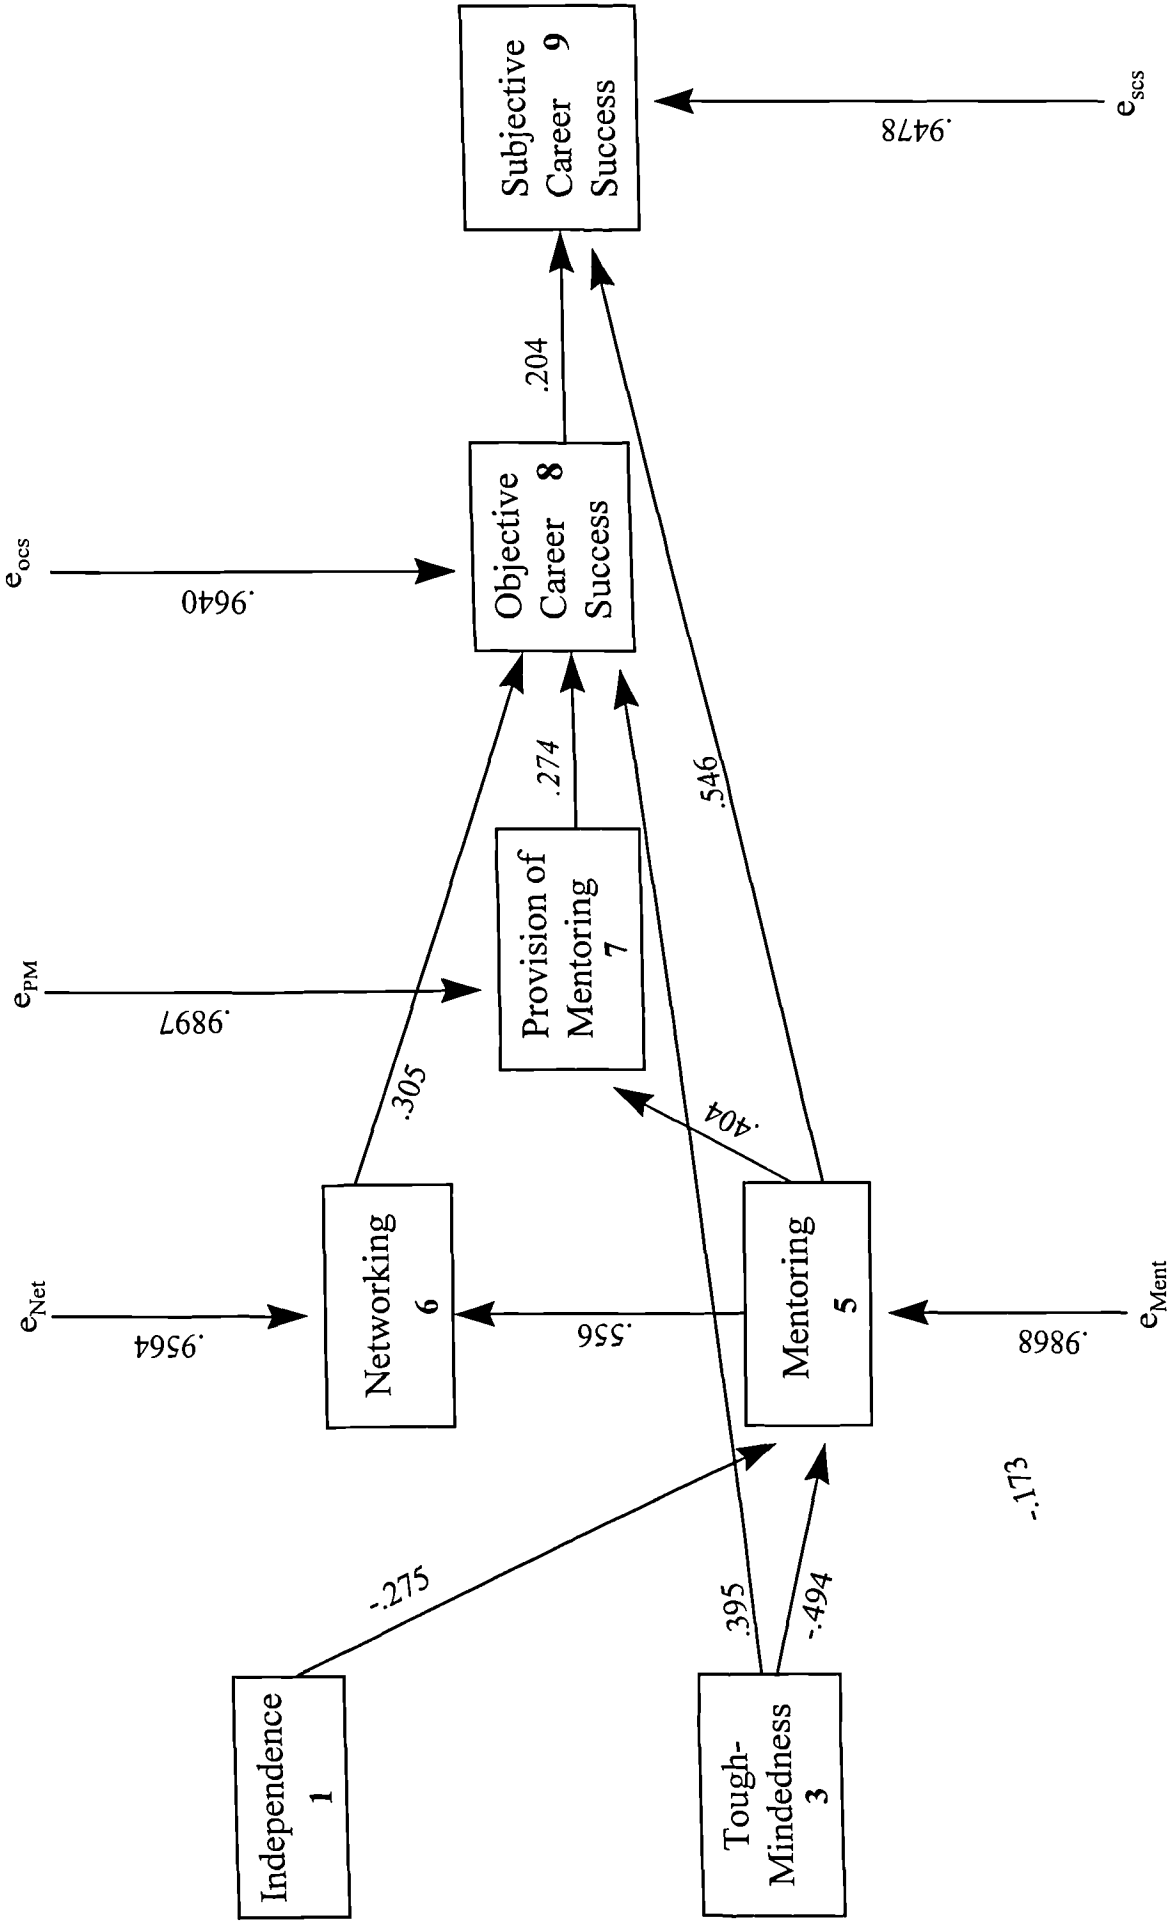 Independence
1
Tough-
Mindedness
3
-.275
.395
-.494
-.173
e_Net
.9564
Networking
6
.556
Mentoring
5
.9868
e_Ment
.305
.404
e_PM
.9897
Provision of
Mentoring
7
.274
.546
e_ocs
.9640
Objective
Career 8
Success
.204
Subjective
Career 9
Success
.9478
e_scs